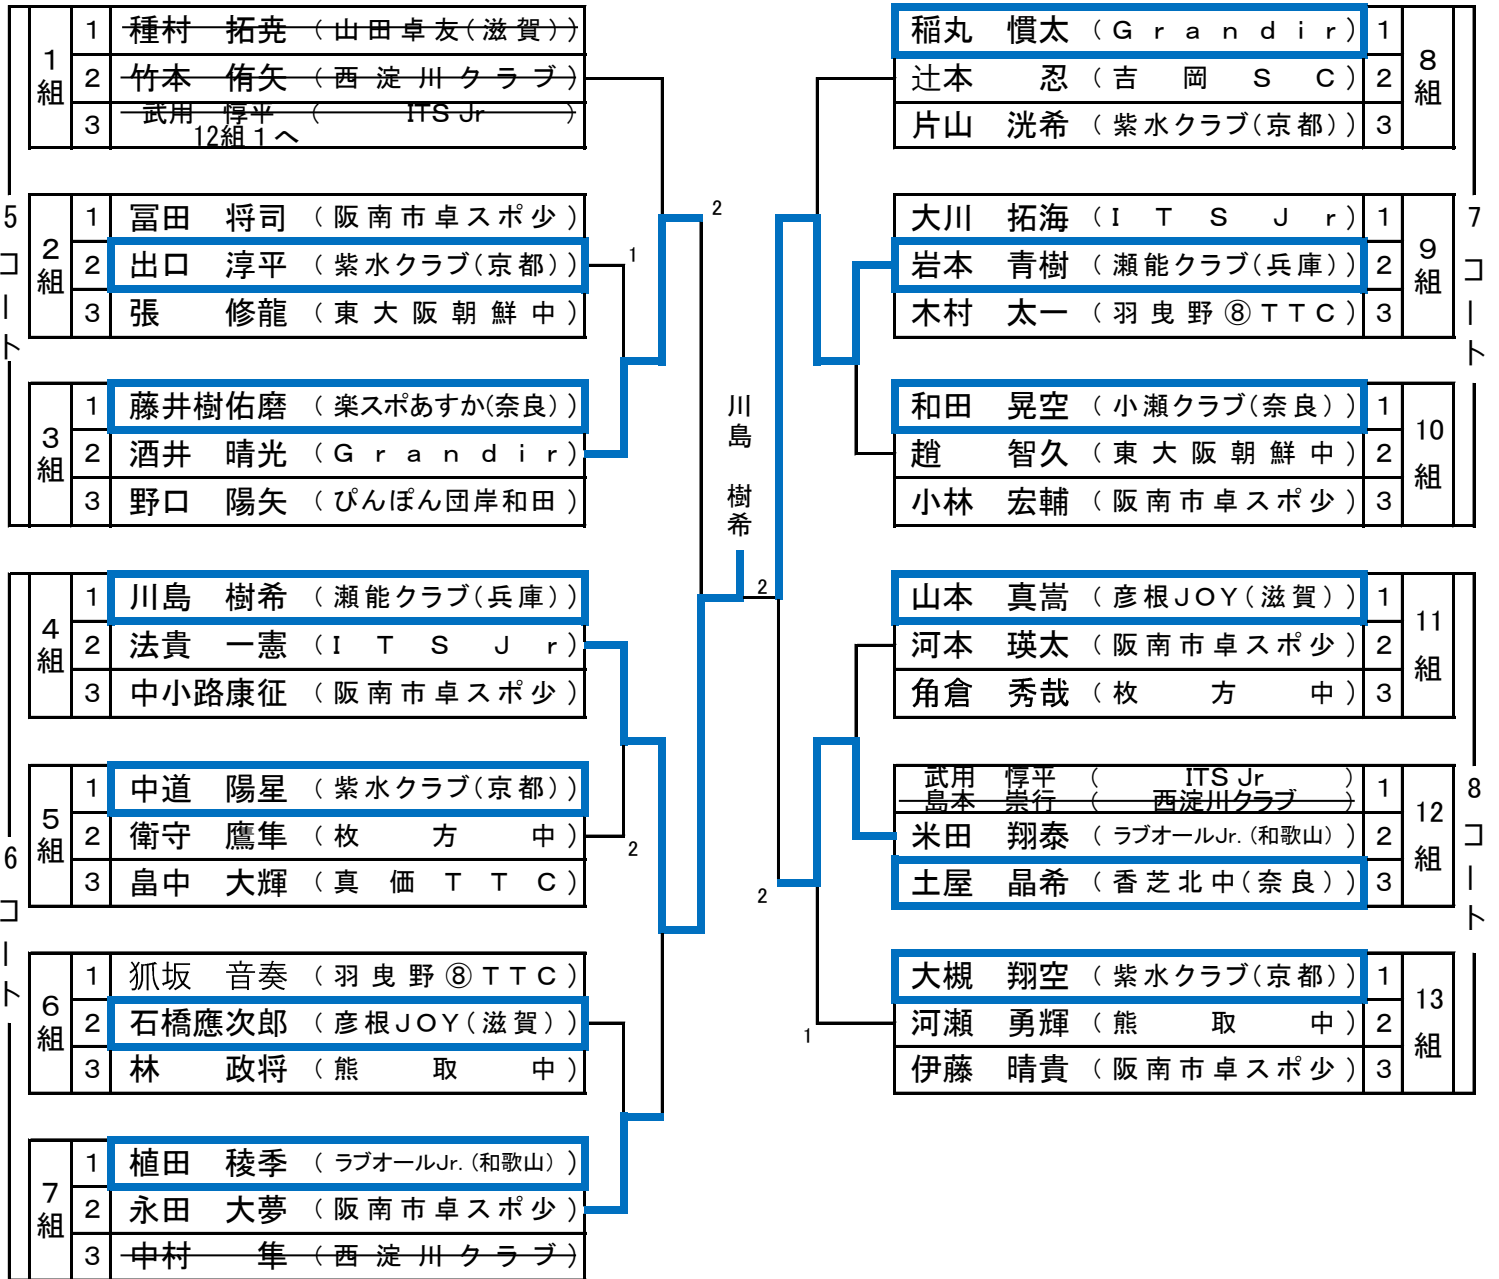 5コート
1組
1 種村 拓尭 (山田卓友(滋賀))
2 竹本 侑矢 (西淀川クラブ)
3 武用 惇平 ( ITS Jr )
12組1へ
2組
1 冨田 将司 (阪南市卓スポ少)
2 出口 淳平 (紫水クラブ(京都))
3 張 修龍 (東大阪朝鮮中)
3組
1 藤井樹佑磨 (楽スポあすか(奈良))
2 酒井 晴光 (Grandir)
3 野口 陽矢 (ぴんぽん団岸和田)
6コート
4組
1 川島 樹希 (瀬能クラブ(兵庫))
2 法貴 一憲 (ITS Jr)
3 中小路康征 (阪南市卓スポ少)
5組
1 中道 陽星 (紫水クラブ(京都))
2 衛守 鷹隼 (枚方中)
3 畠中 大輝 (真価TTC)
6組
1 狐坂 音奏 (羽曳野⑧TTC)
2 石橋應次郎 (彦根JOY(滋賀))
3 林 政将 (熊取中)
7組
1 植田 稜季 (ラブオールJr.(和歌山))
2 永田 大夢 (阪南市卓スポ少)
3 中村 隼 (西淀川クラブ)
2
1
2
川島 樹希
2
2
1
7コート
稲丸 慣太 (Grandir) 1
辻本 忍 (吉岡SC) 2
片山 洸希 (紫水クラブ(京都)) 3
8組
大川 拓海 (ITS Jr) 1
岩本 青樹 (瀬能クラブ(兵庫)) 2
木村 太一 (羽曳野⑧TTC) 3
9組
和田 晃空 (小瀬クラブ(奈良)) 1
趙 智久 (東大阪朝鮮中) 2
小林 宏輔 (阪南市卓スポ少) 3
10組
8コート
山本 真嵩 (彦根JOY(滋賀)) 1
河本 瑛太 (阪南市卓スポ少) 2
角倉 秀哉 (枚方中) 3
11組
武用 惇平 ( ITS Jr ) 1
島本 崇行 ( 西淀川クラブ )
米田 翔泰 (ラブオールJr.(和歌山)) 2
土屋 晶希 (香芝北中(奈良)) 3
12組
大槻 翔空 (紫水クラブ(京都)) 1
河瀬 勇輝 (熊取中) 2
伊藤 晴貴 (阪南市卓スポ少) 3
13組